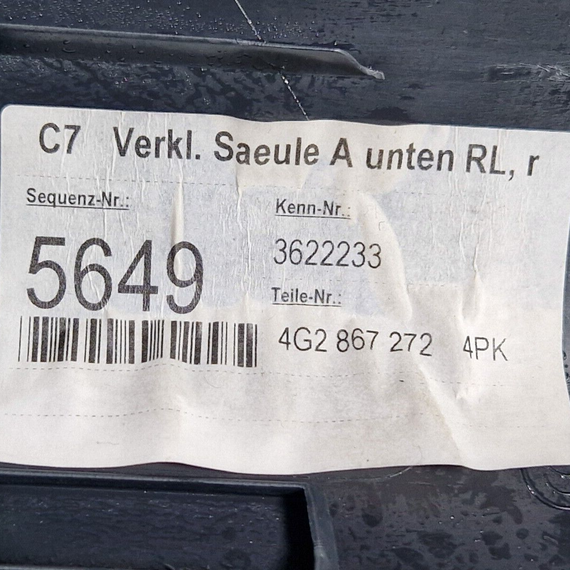 C7 Verkl. Saeule A unten RL, r
Sequenz-Nr.:
5649
Kenn-Nr.:
3622233
Teile-Nr.:
4G2 867 272 4PK